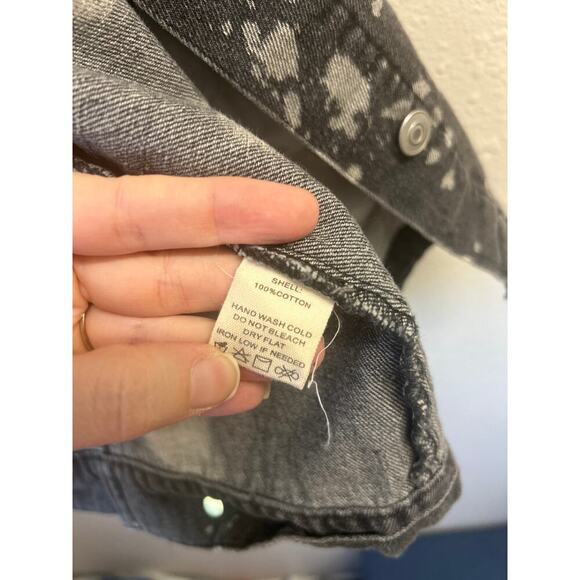 SHELL:
100%COTTON
HAND WASH COLD
DO NOT BLEACH
DRY FLAT
IRON LOW IF NEEDED